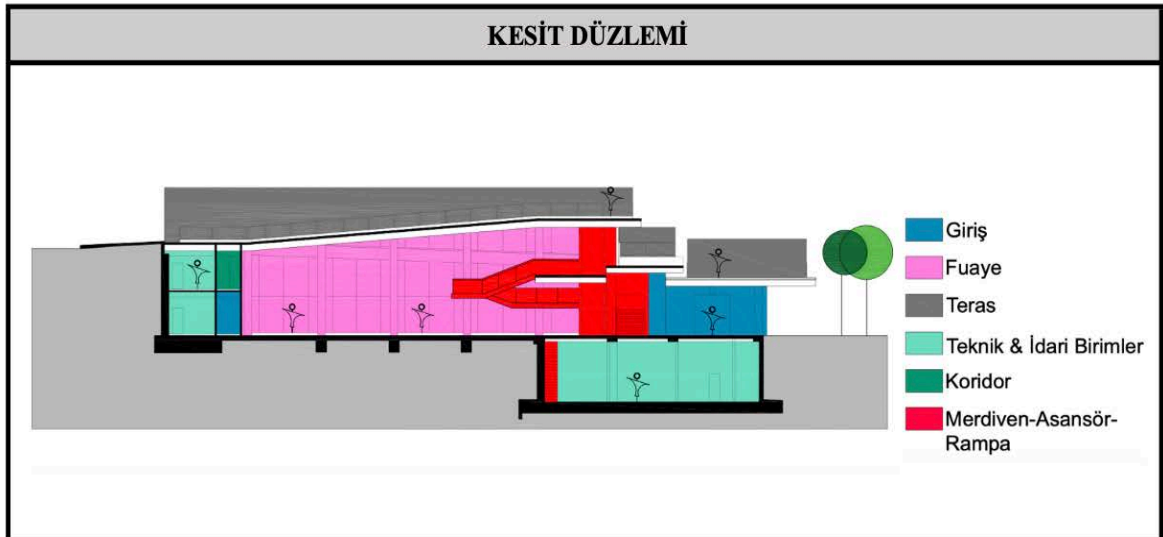 KESİT DÜZLEMİ
Giriş
Fuaye
Teras
Teknik & İdari Birimler
Koridor
Merdiven-Asansör-
Rampa